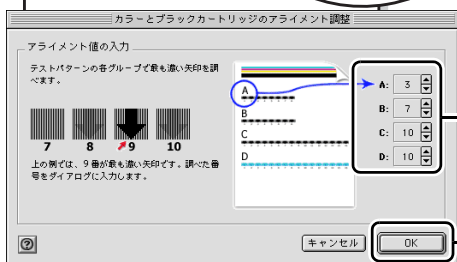 カラーとブラックカートリッジのアライメント調整
アライメント値の入力
テストパターンの各グループで最も濃い矢印を調
べます。
7 8 9 10
上の例では、9 番が最も濃い矢印です。調べた番
号をダイアログに入力します。
A
B
C
D
A: 3
B: 7
C: 10
D: 10
?
キャンセル
OK